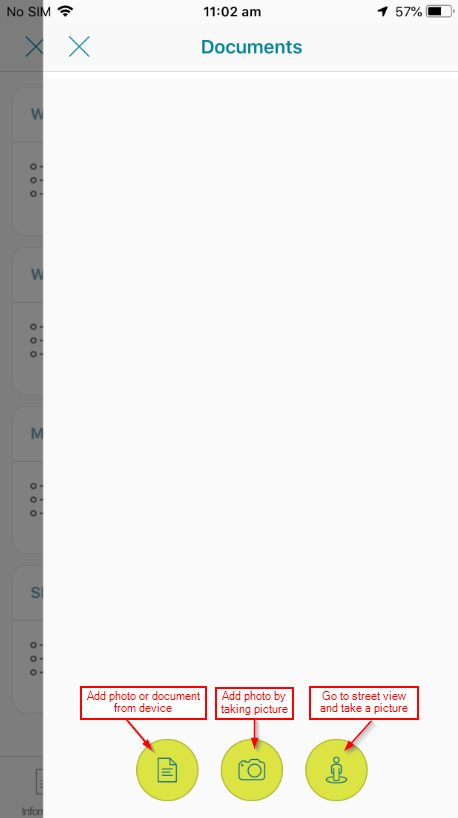 No SIM 11:02 am 57%
Documents
W
W
M
Add photo or document
from device
Add photo by
taking picture
Go to street view
and take a picture